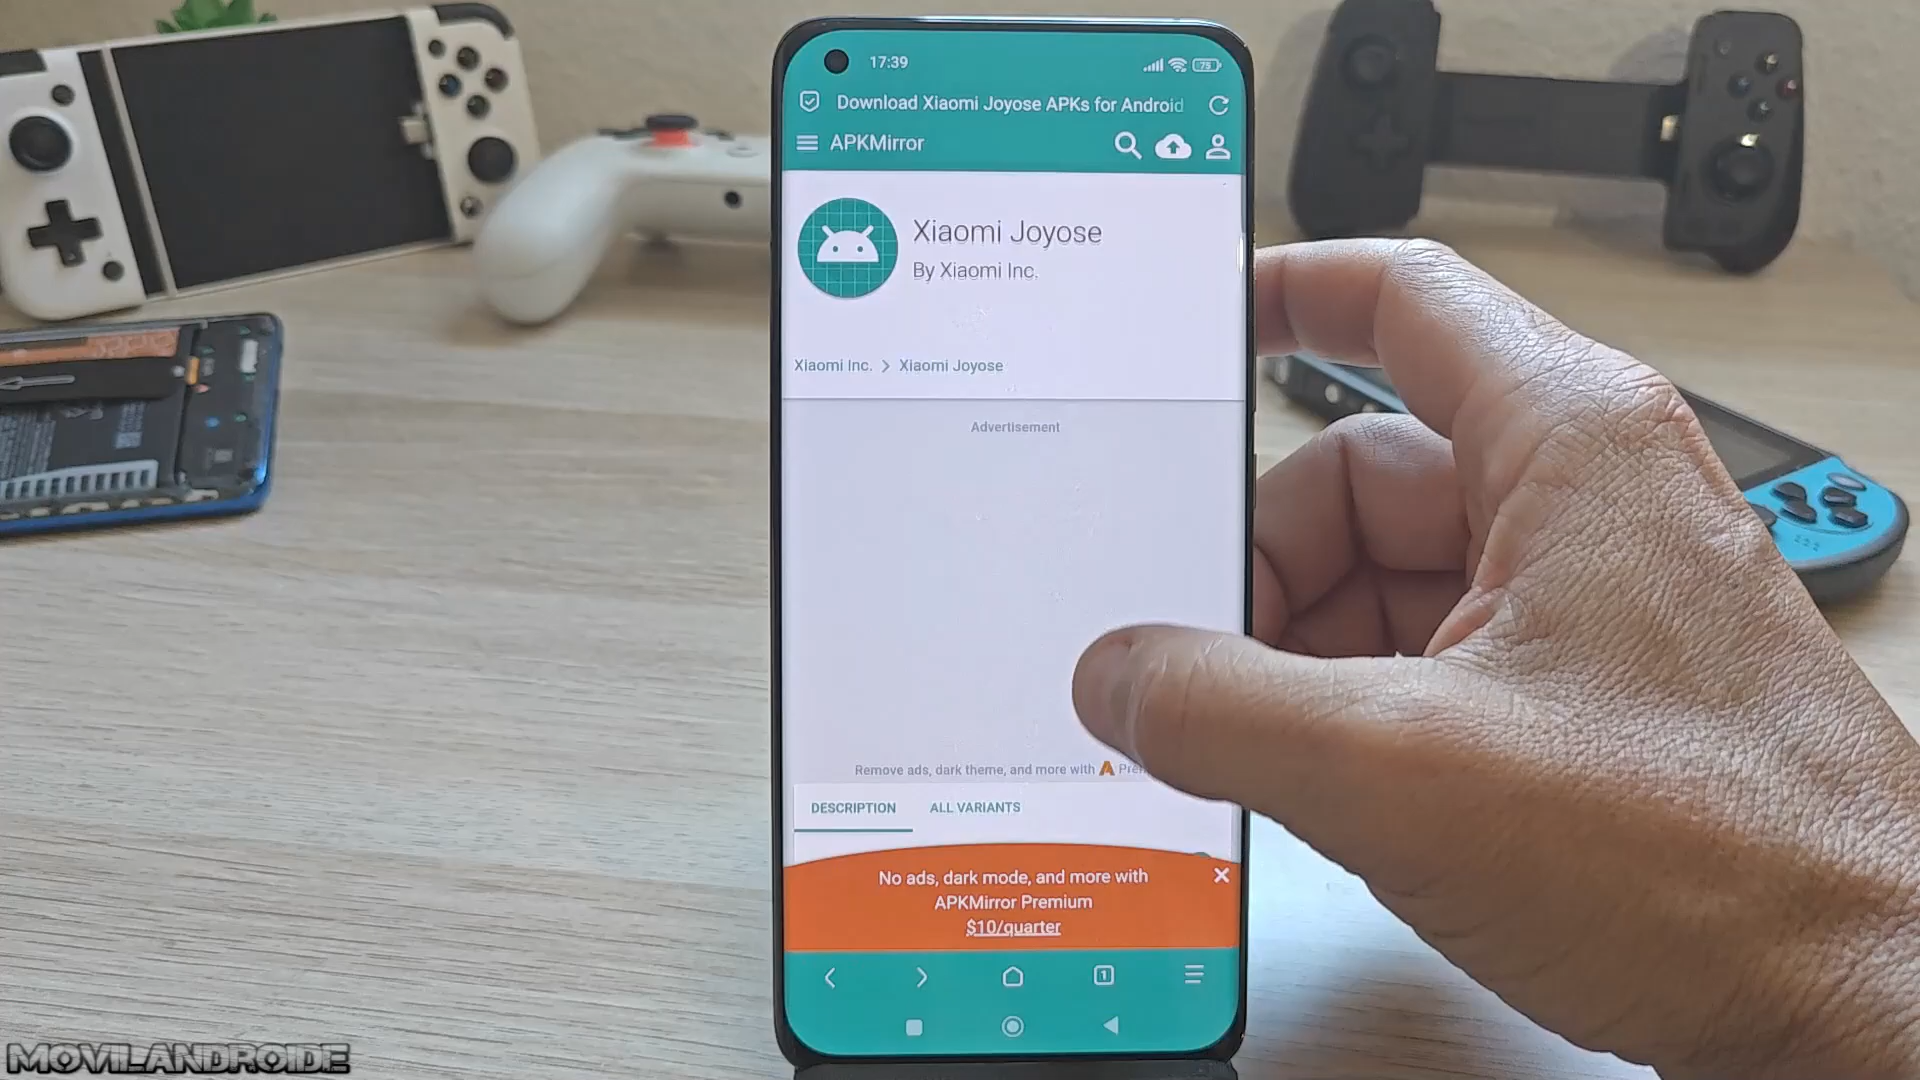 17:39
75
Download Xiaomi Joyose APKs for Android
APKMirror
Xiaomi Joyose
By Xiaomi Inc.
Xiaomi Inc. > Xiaomi Joyose
Advertisement
Remove ads, dark theme, and more with
DESCRIPTION ALL VARIANTS
No ads, dark mode, and more with
APKMirror Premium
$10/quarter
1
MOVILANDROIDE